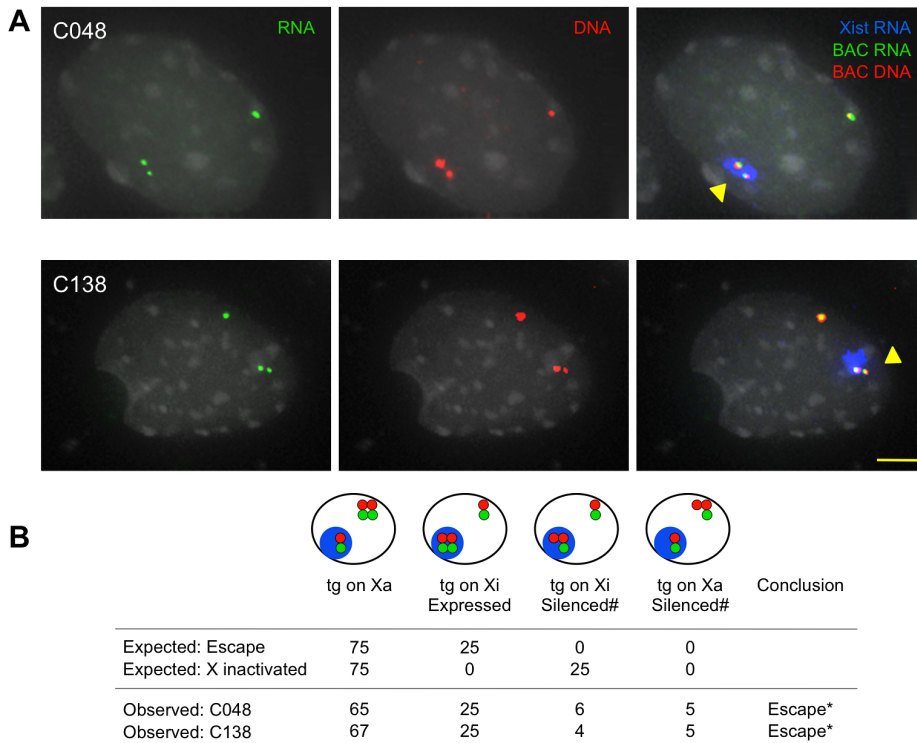 A
C048
RNA
DNA
Xist RNA
BAC RNA
BAC DNA
C138
B
tg on Xa
tg on Xi
Expressed
tg on Xi
Silenced#
tg on Xa
Silenced#
Conclusion
Expected: Escape 75 25 0 0
Expected: X inactivated 75 0 25 0
Observed: C048 65 25 6 5 Escape*
Observed: C138 67 25 4 5 Escape*